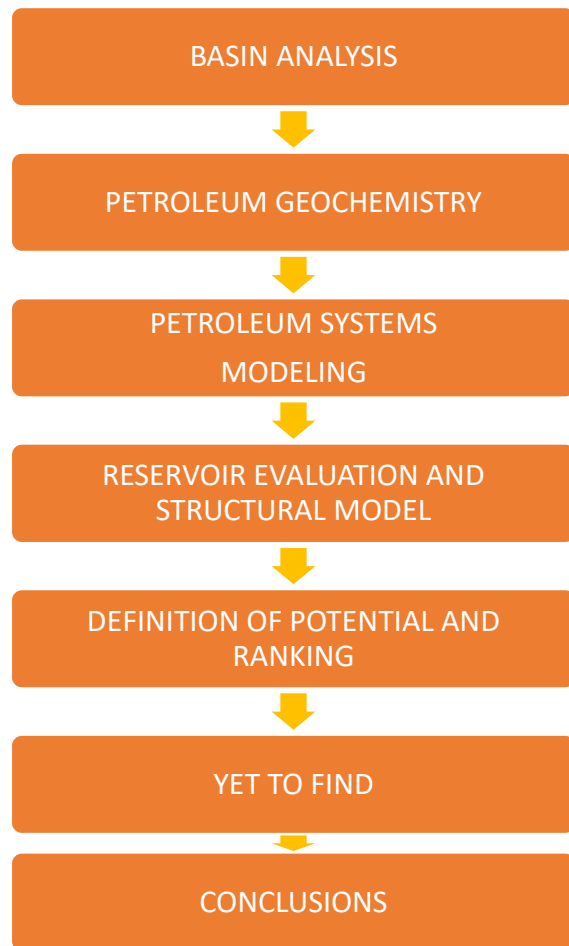 BASIN ANALYSIS
PETROLEUM GEOCHEMISTRY
PETROLEUM SYSTEMS
MODELING
RESERVOIR EVALUATION AND
STRUCTURAL MODEL
DEFINITION OF POTENTIAL AND
RANKING
YET TO FIND
CONCLUSIONS